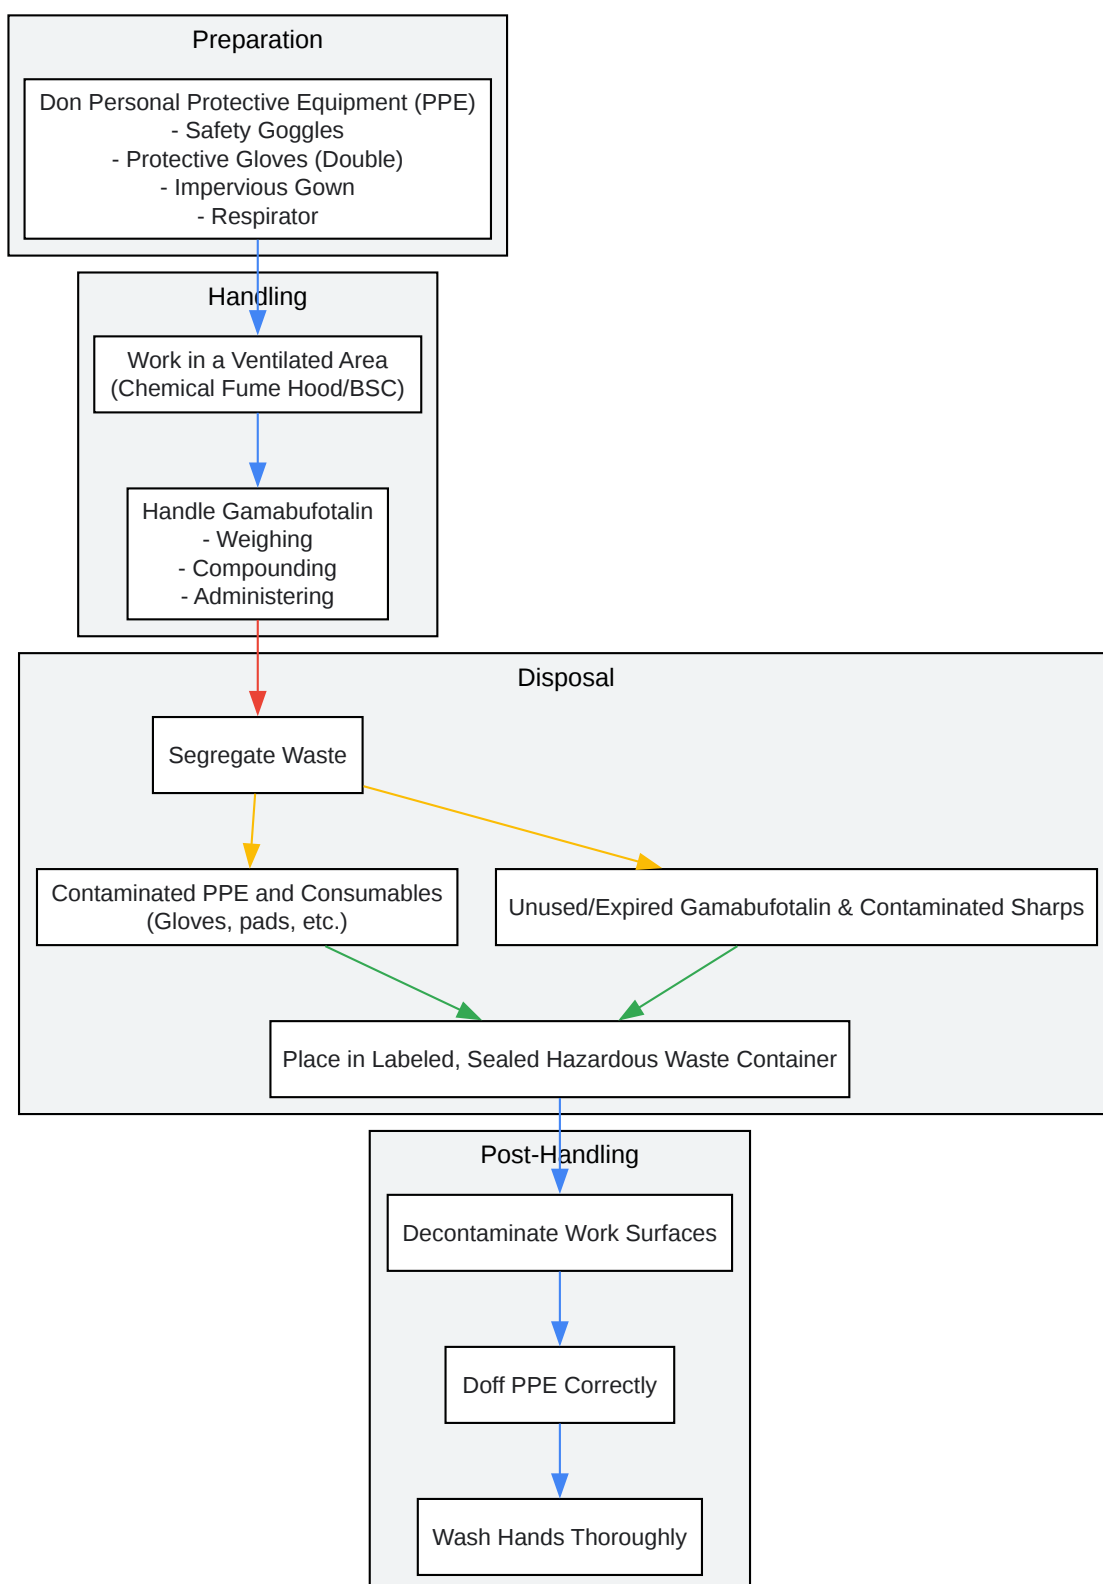 Preparation
Don Personal Protective Equipment (PPE)
- Safety Goggles
- Protective Gloves (Double)
- Impervious Gown
- Respirator
Handling
Work in a Ventilated Area
(Chemical Fume Hood/BSC)
Handle Gamabufotalin
- Weighing
- Compounding
- Administering
Disposal
Segregate Waste
Contaminated PPE and Consumables
(Gloves, pads, etc.)
Unused/Expired Gamabufotalin & Contaminated Sharps
Place in Labeled, Sealed Hazardous Waste Container
Post-Handling
Decontaminate Work Surfaces
Doff PPE Correctly
Wash Hands Thoroughly